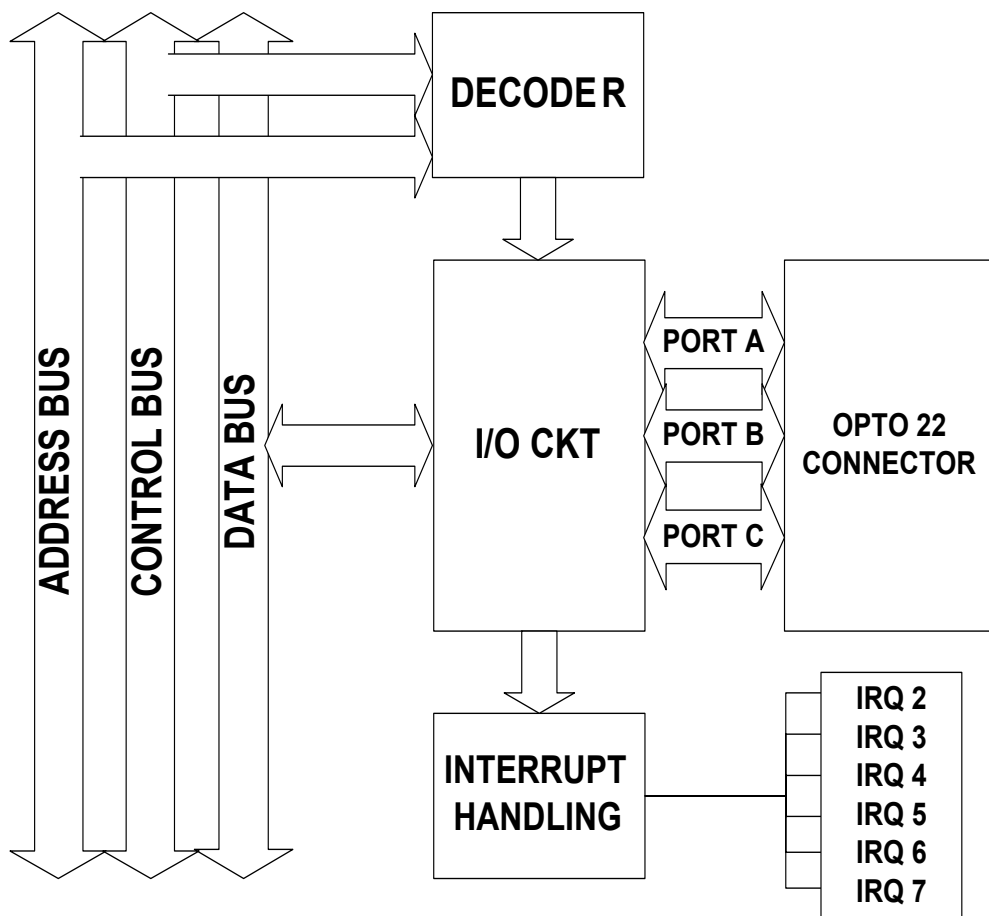 DECODER
ADDRESS BUS
CONTROL BUS
DATA BUS
I/O CKT
PORT A
PORT B
PORT C
OPTO 22
CONNECTOR
INTERRUPT
HANDLING
IRQ 2
IRQ 3
IRQ 4
IRQ 5
IRQ 6
IRQ 7